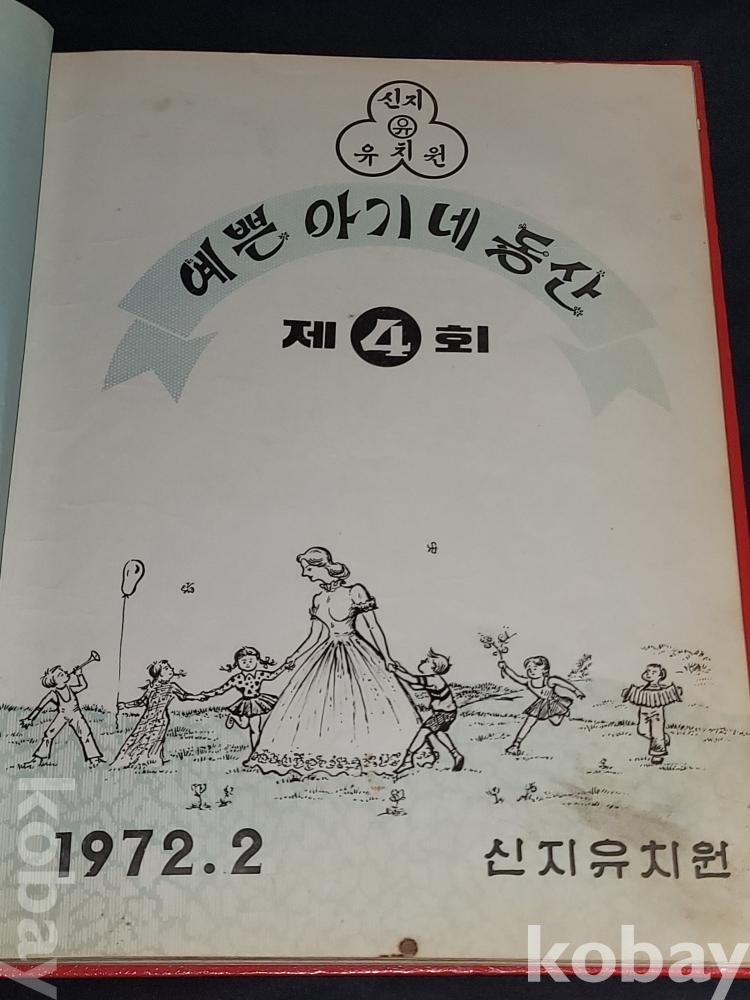 신지
유
유치원
예쁜 아기네 동산
제 4 회
1972.2
신지유치원
kobay
kobay